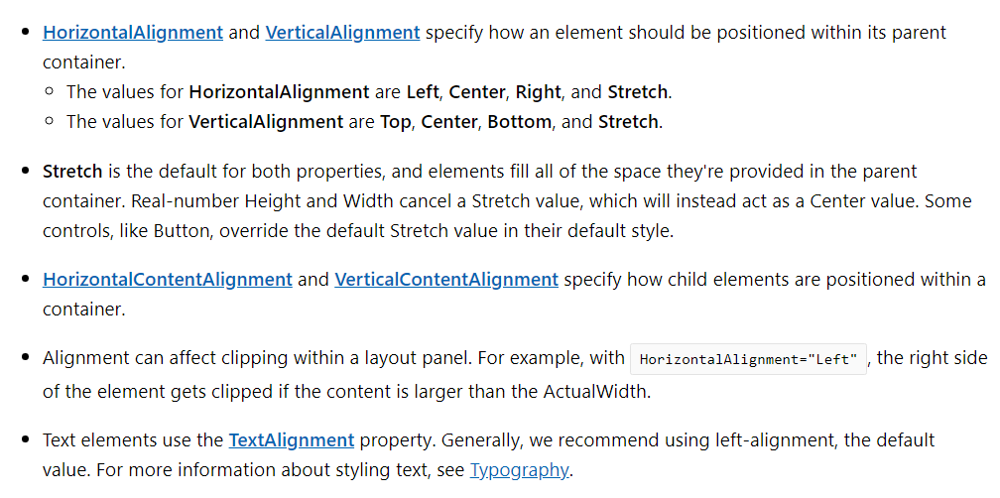 HorizontalAlignment and VerticalAlignment specify how an element should be positioned within its parent
container.
The values for HorizontalAlignment are Left, Center, Right, and Stretch.
The values for VerticalAlignment are Top, Center, Bottom, and Stretch.
Stretch is the default for both properties, and elements fill all of the space they're provided in the parent
container. Real-number Height and Width cancel a Stretch value, which will instead act as a Center value. Some
controls, like Button, override the default Stretch value in their default style.
HorizontalContentAlignment and VerticalContentAlignment specify how child elements are positioned within a
container.
Alignment can affect clipping within a layout panel. For example, with HorizontalAlignment="Left", the right side
of the element gets clipped if the content is larger than the ActualWidth.
Text elements use the TextAlignment property. Generally, we recommend using left-alignment, the default
value. For more information about styling text, see Typography.